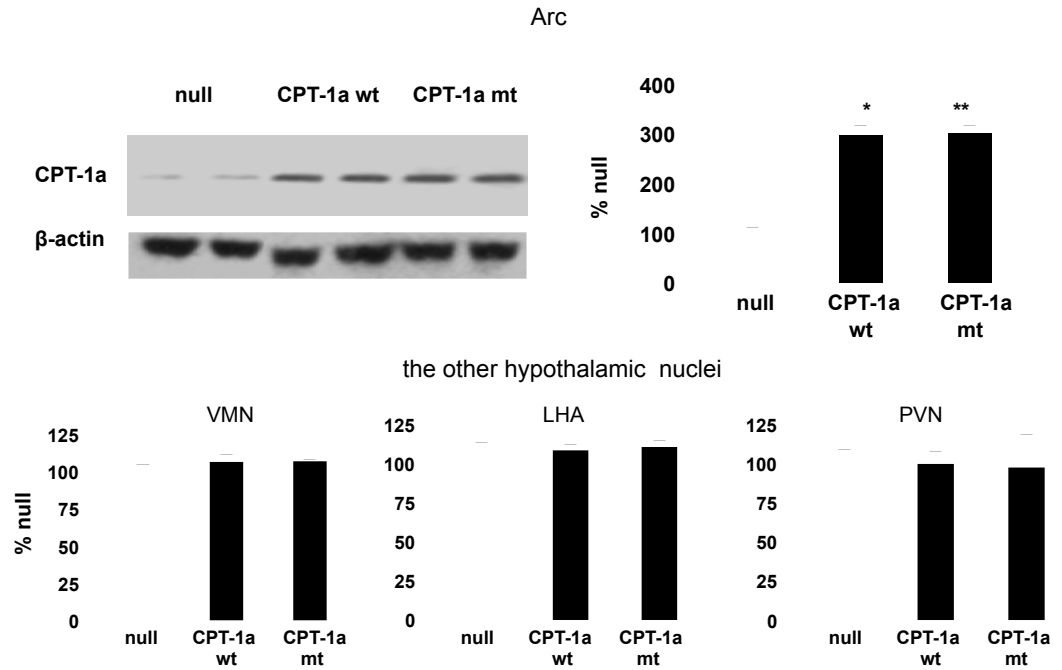 Arc
null CPT-1a wt CPT-1a mt
CPT-1a
β-actin
% null
400
300
200
100
0
* **
null CPT-1a wt CPT-1a mt
the other hypothalamic nuclei
VMN
% null
125
100
75
50
25
0
null CPT-1a wt CPT-1a mt
LHA
125
100
75
50
25
0
null CPT-1a wt CPT-1a mt
PVN
125
100
75
50
25
0
null CPT-1a wt CPT-1a mt